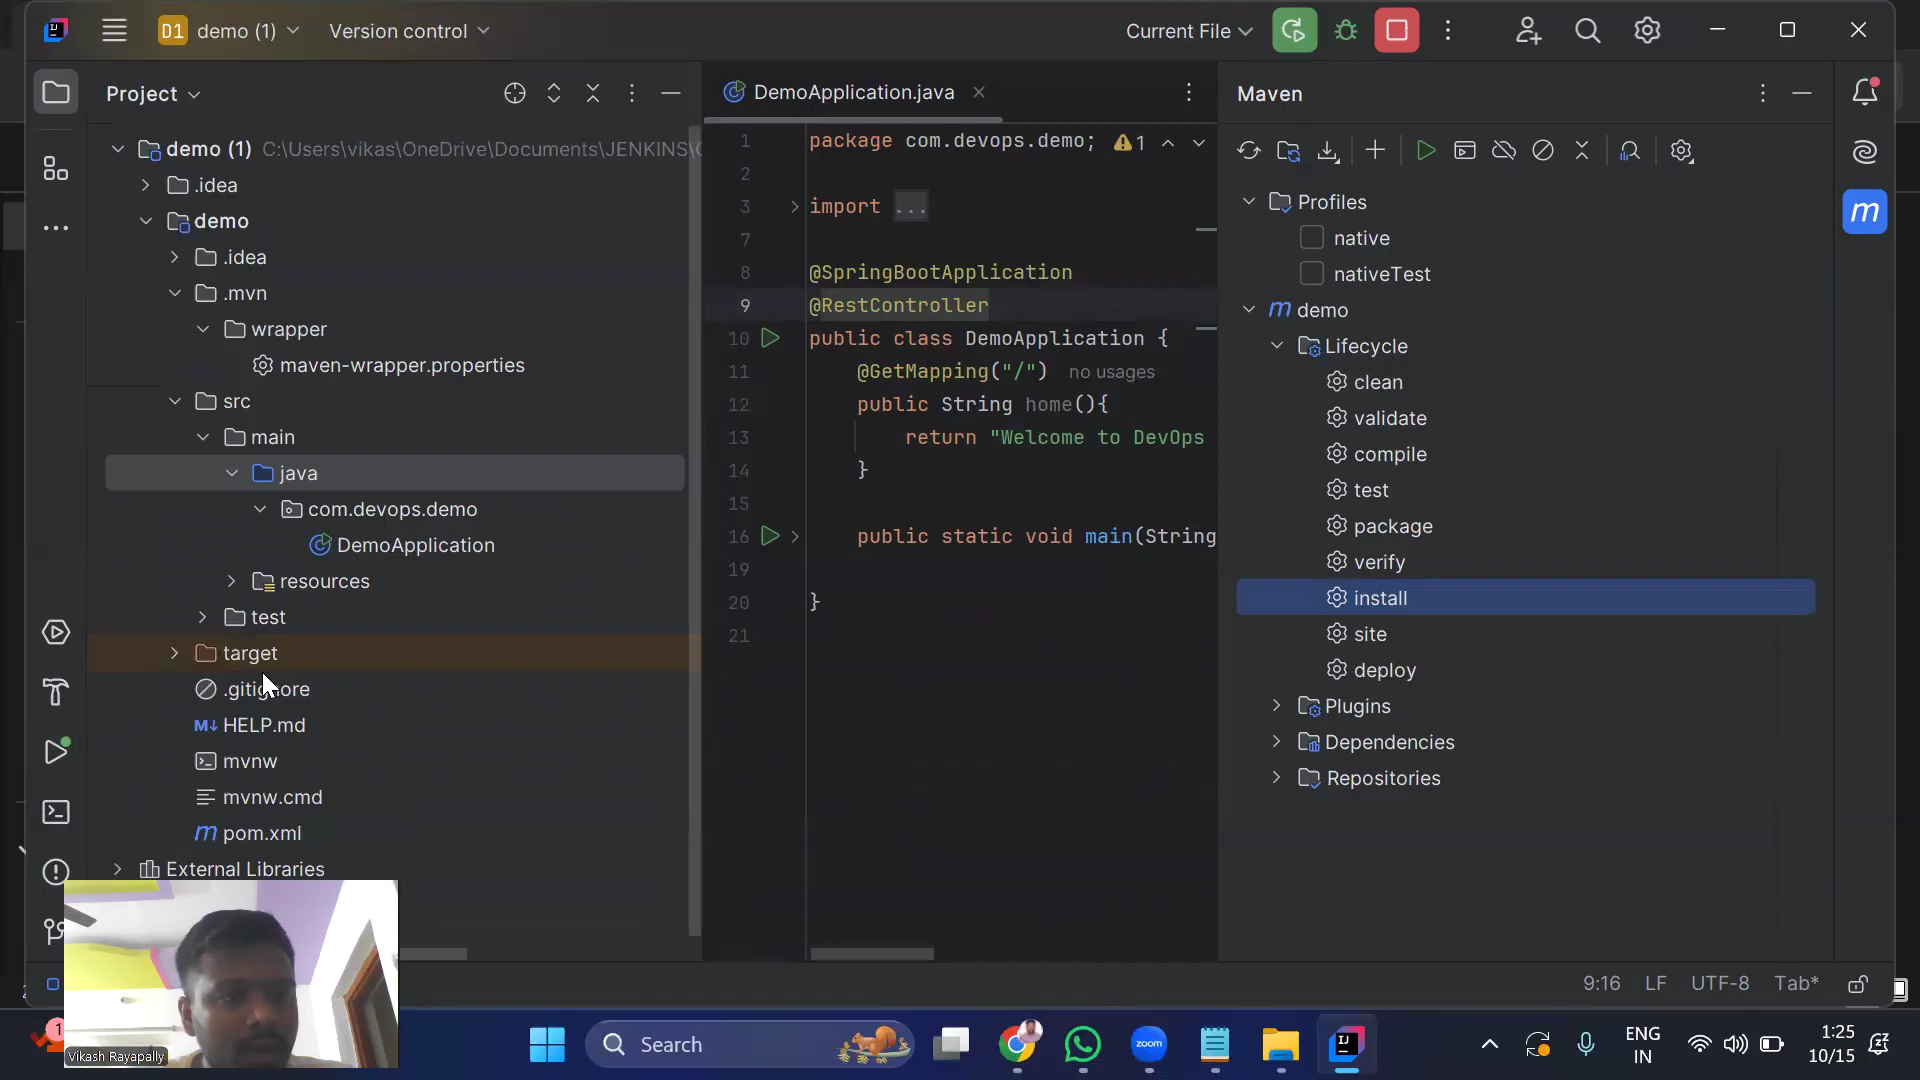 D1 demo (1) Version control Current File
Project
demo (1) C:\Users\vikas\OneDrive\Documents\JENKINS\
.idea
demo
.idea
.mvn
wrapper
maven-wrapper.properties
src
main
java
com.devops.demo
DemoApplication
resources
test
target
.gitignore
HELP.md
mvnw
mvnw.cmd
pom.xml
External Libraries
DemoApplication.java
1 package com.devops.demo; 1
2
3 import ...
7
8 @SpringBootApplication
9 @RestController
10 public class DemoApplication {
11 @GetMapping("/") no usages
12 public String home(){
13 return "Welcome to DevOps
14 }
15
16 public static void main(String
19
20 }
21
Maven
Profiles
native
nativeTest
m demo
Lifecycle
clean
validate
compile
test
package
verify
install
site
deploy
Plugins
Dependencies
Repositories
m
9:16 LF UTF-8 Tab*
Vikash Rayapally
1
Search
zoom
ENG
IN
1:25
10/15